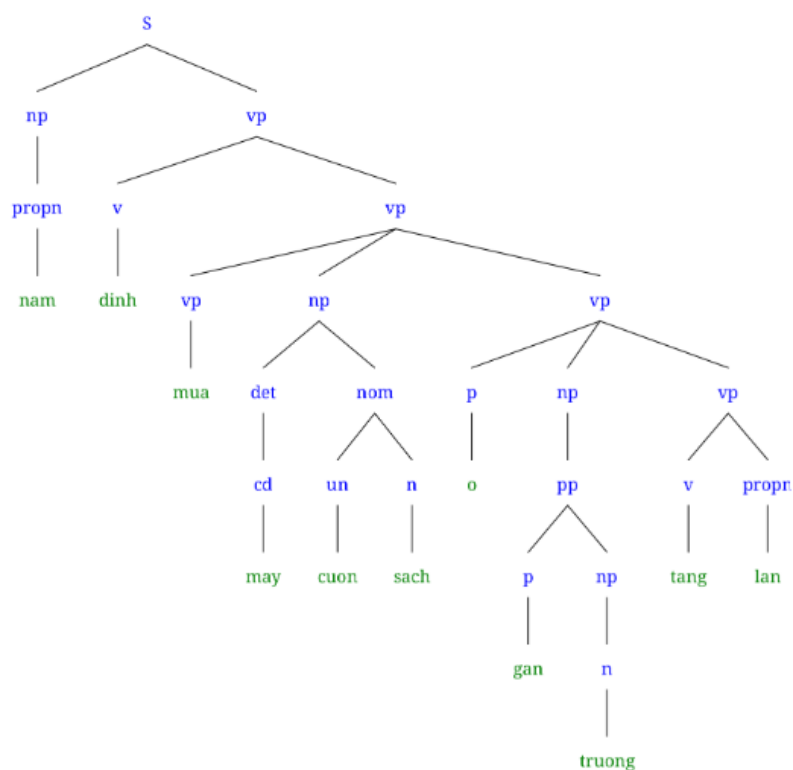 S
np vp
propn v vp
nam dinh vp np vp
mua det nom p np vp
cd un n o pp v propn
may cuon sach p np tang lan
gan n
truong